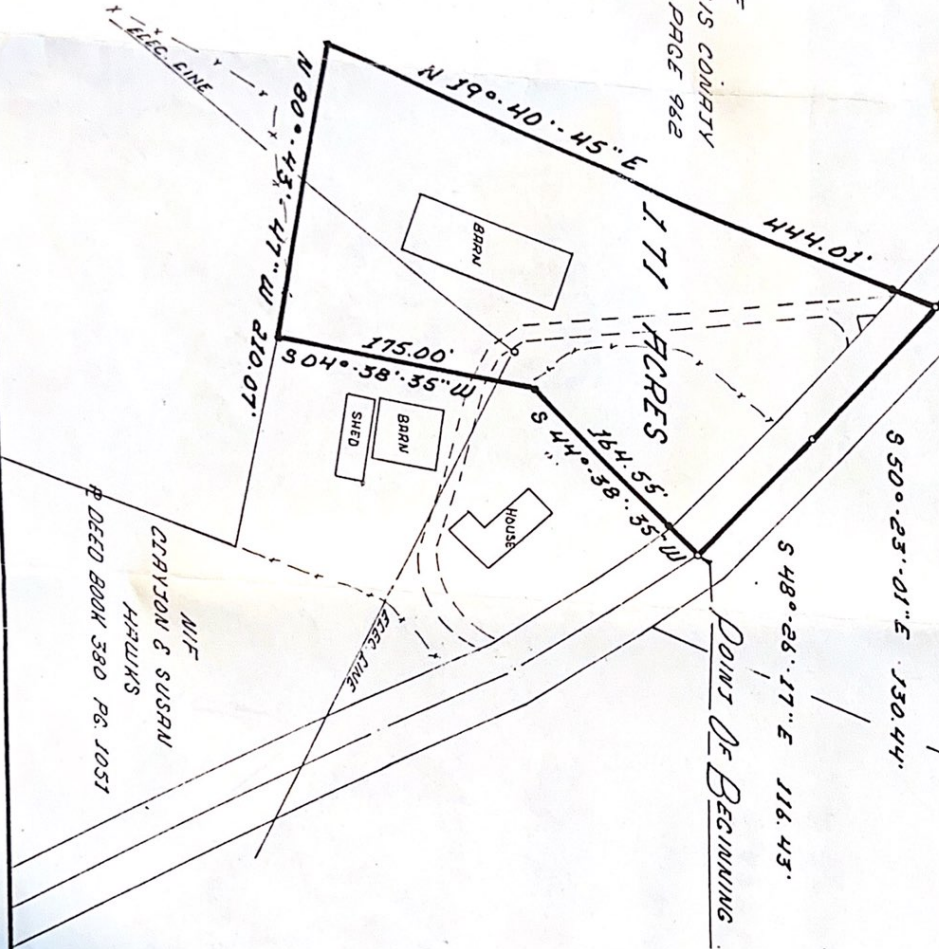 IS CONATY
PAGE 962
ELEC. LINE
N 19° · 40' · 45" E 444.01'
N 80° · 43' · 47" W 210.07'
BARN
1.71 ACRES
175.00'
S 04° · 38' · 35" W
164.55'
S 44° · 38' · 35" W
BARN
SHED
HOUSE
ELEC. LINE
S 50° · 23' · 01" E 130.44'
S 48° · 26' · 17" E 116.43'
POINT OF BEGINNING
N/F
CLAYTON & SUSAN
HAWKS
DEED BOOK 380 PG. 1051